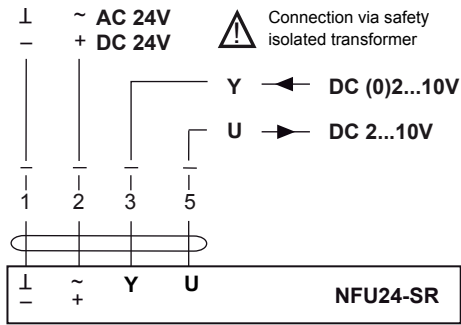 ⊥ ~ AC 24V
– + DC 24V
Connection via safety
isolated transformer
Y DC (0)2...10V
U DC 2...10V
1 2 3 5
⊥ ~ Y U
– +
NFU24-SR